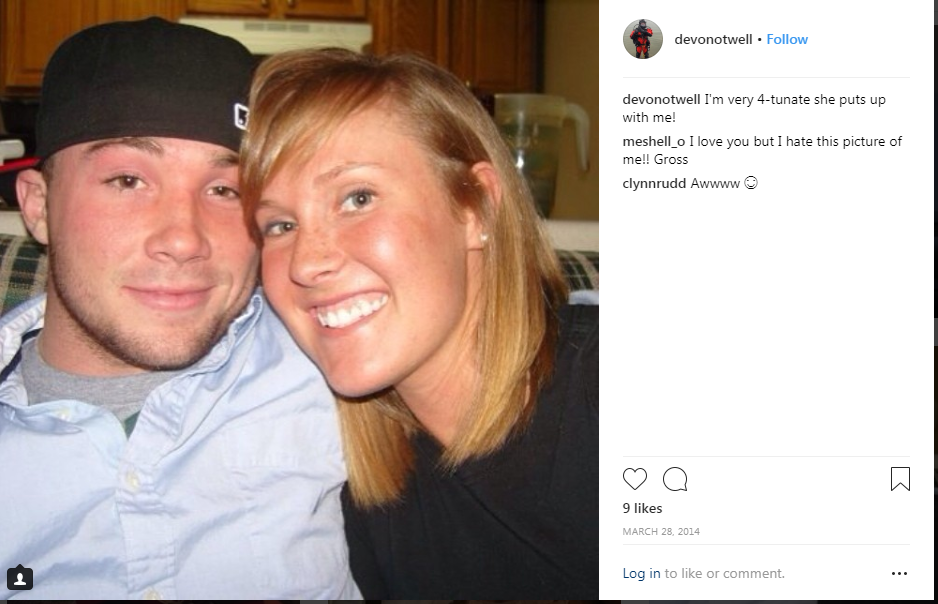 devonotwell • Follow
devonotwell I'm very 4-tunate she puts up
with me!
meshell_o I love you but I hate this picture of
me!! Gross
clynnrudd Awwww ☺
9 likes
MARCH 28, 2014
Log in to like or comment.